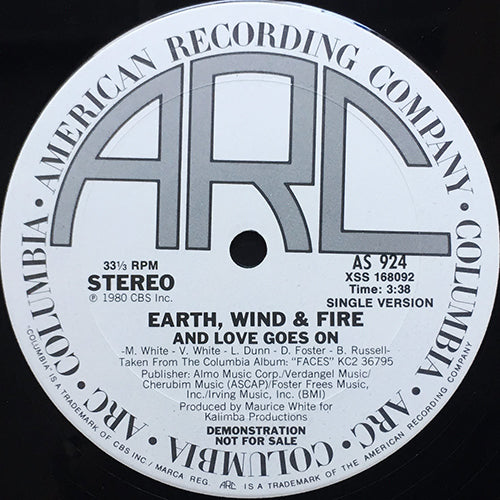 COLUMBIA • AMERICAN RECORDING COMPANY • COLUMBIA • ARC • COLUMBIA • ARC •
ARC
33⅓ RPM
STEREO
℗ 1980 CBS Inc.
AS 924
XSS 168092
Time: 3:38
SINGLE VERSION
EARTH, WIND & FIRE
AND LOVE GOES ON
-M. White - V. White - L. Dunn - D. Foster - B. Russell-
Taken From The Columbia Album: "FACES" KC2 36795
Publisher: Almo Music Corp./Verdangel Music/
Cherubim Music (ASCAP)/Foster Frees Music,
Inc./Irving Music, Inc. (BMI)
Produced by Maurice White for
Kalimba Productions
DEMONSTRATION
NOT FOR SALE
"COLUMBIA" IS A TRADEMARK OF CBS INC / MARCA REG. ARC IS A TRADEMARK OF THE AMERICAN RECORDING COMPANY